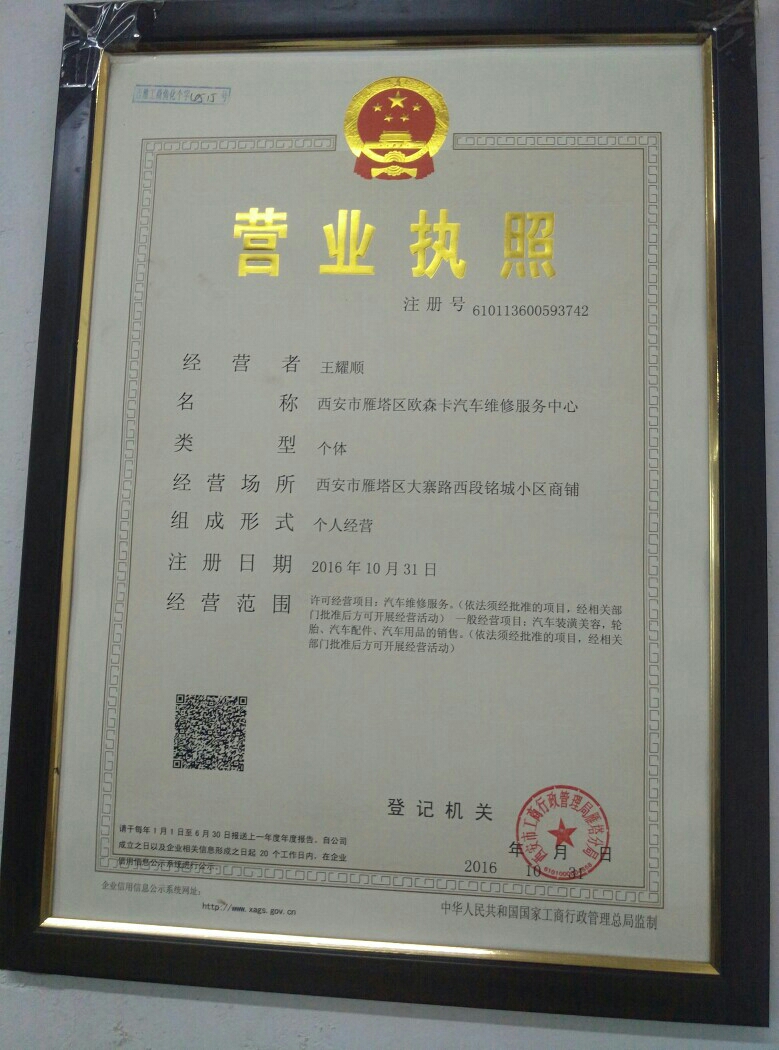 营业执照
注册号 610113600593742
经营者 王耀顺
名称 西安市雁塔区欧森卡汽车维修服务中心
类型 个体
经营场所 西安市雁塔区大寨路西段铭城小区商铺
组成形式 个人经营
注册日期 2016年10月31日
经营范围 许可经营项目：汽车维修服务。（依法须经批准的项目，经相关部
门批准后方可开展经营活动） 一般经营项目：汽车装潢美容，轮
胎、汽车配件、汽车用品的销售。（依法须经批准的项目，经相关
部门批准后方可开展经营活动）
登记机关
西安市工商行政管理局雁塔分局
年 月 日
2016 10 31
请于每年1月1日至6月30日报送上一年度年度报告。自公司
成立之日以及企业相关信息形成之日起20个工作日内，在企业
信用信息公示系统进行公示。
企业信用信息公示系统网址：
http://www.xags.gov.cn
中华人民共和国国家工商行政管理总局监制